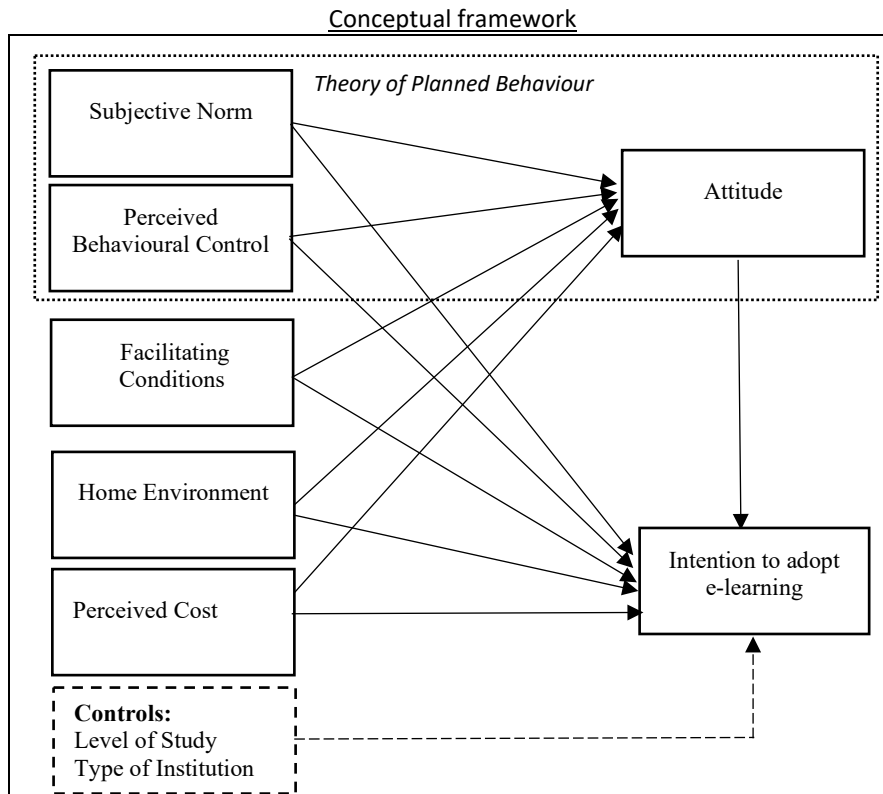 Conceptual framework
Theory of Planned Behaviour
Subjective Norm
Perceived
Behavioural Control
Attitude
Facilitating
Conditions
Home Environment
Perceived Cost
Intention to adopt
e-learning
Controls:
Level of Study
Type of Institution